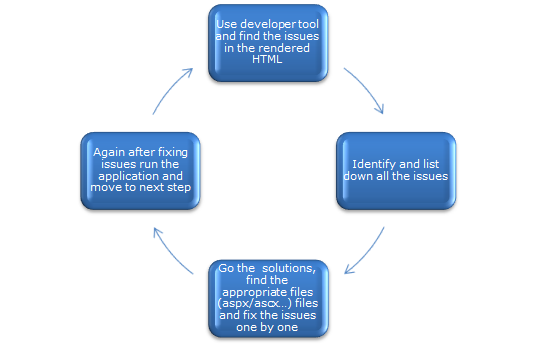 Use developer tool
and find the issues
in the rendered
HTML
Identify and list
down all the issues
Go the solutions,
find the
appropriate files
(aspx/ascx...) files
and fix the issues
one by one
Again after fixing
issues run the
application and
move to next step